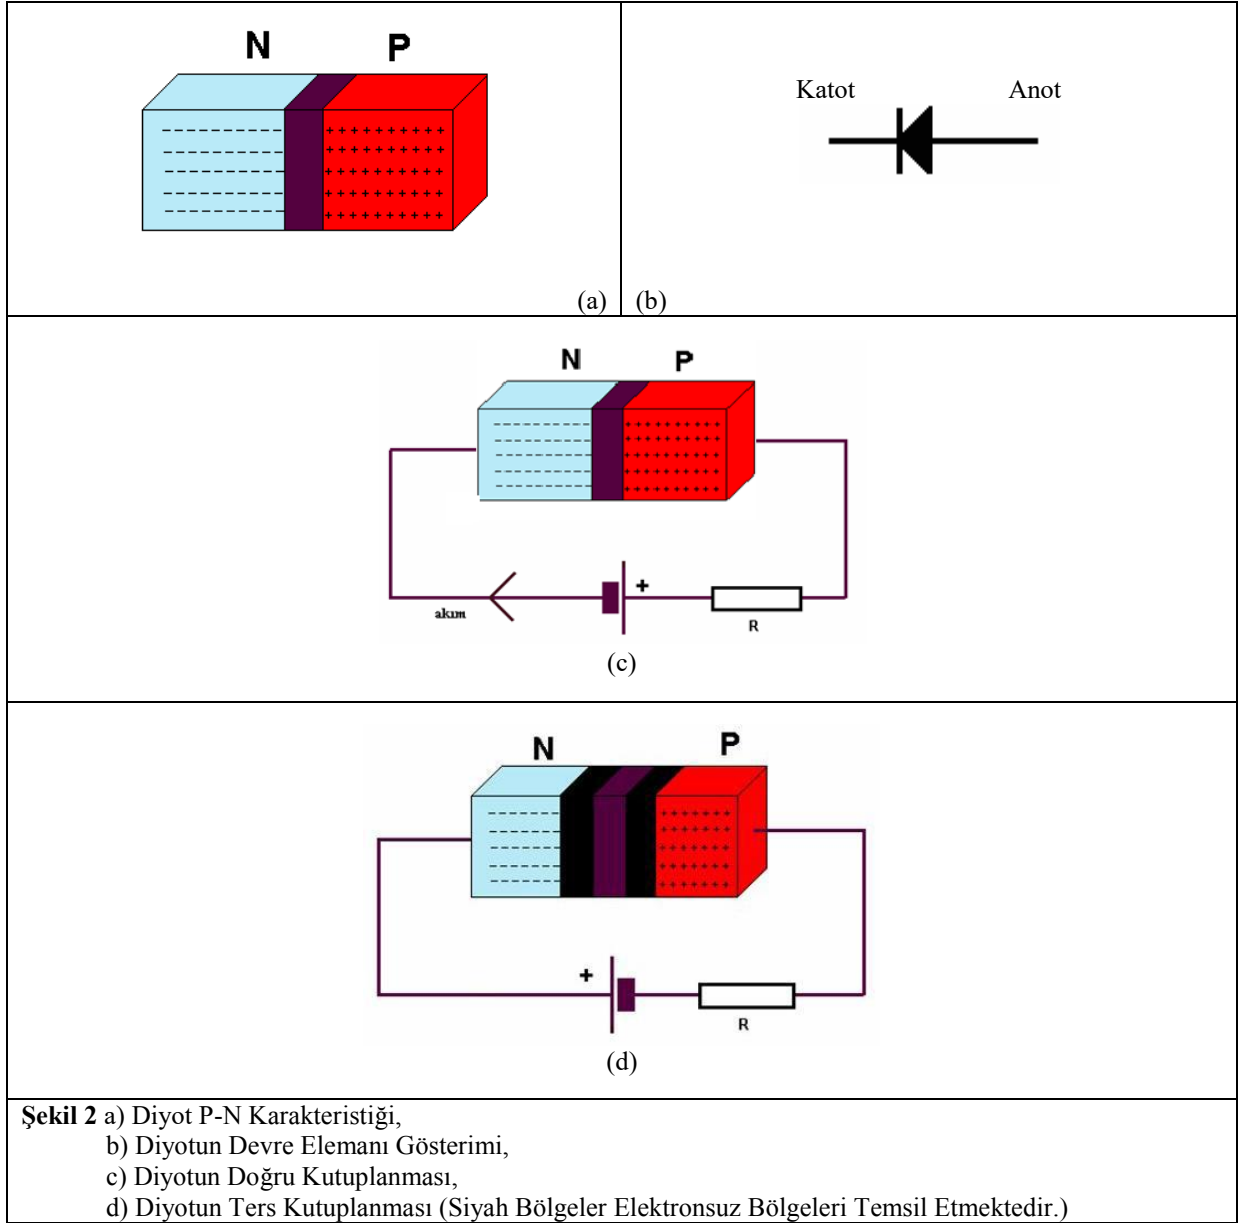 N P
Katot Anot
(a) (b)
N P
+
akım
R
(c)
N P
+
R
(d)
Şekil 2 a) Diyot P-N Karakteristiği,
b) Diyotun Devre Elemanı Gösterimi,
c) Diyotun Doğru Kutuplanması,
d) Diyotun Ters Kutuplanması (Siyah Bölgeler Elektronsuz Bölgeleri Temsil Etmektedir.)